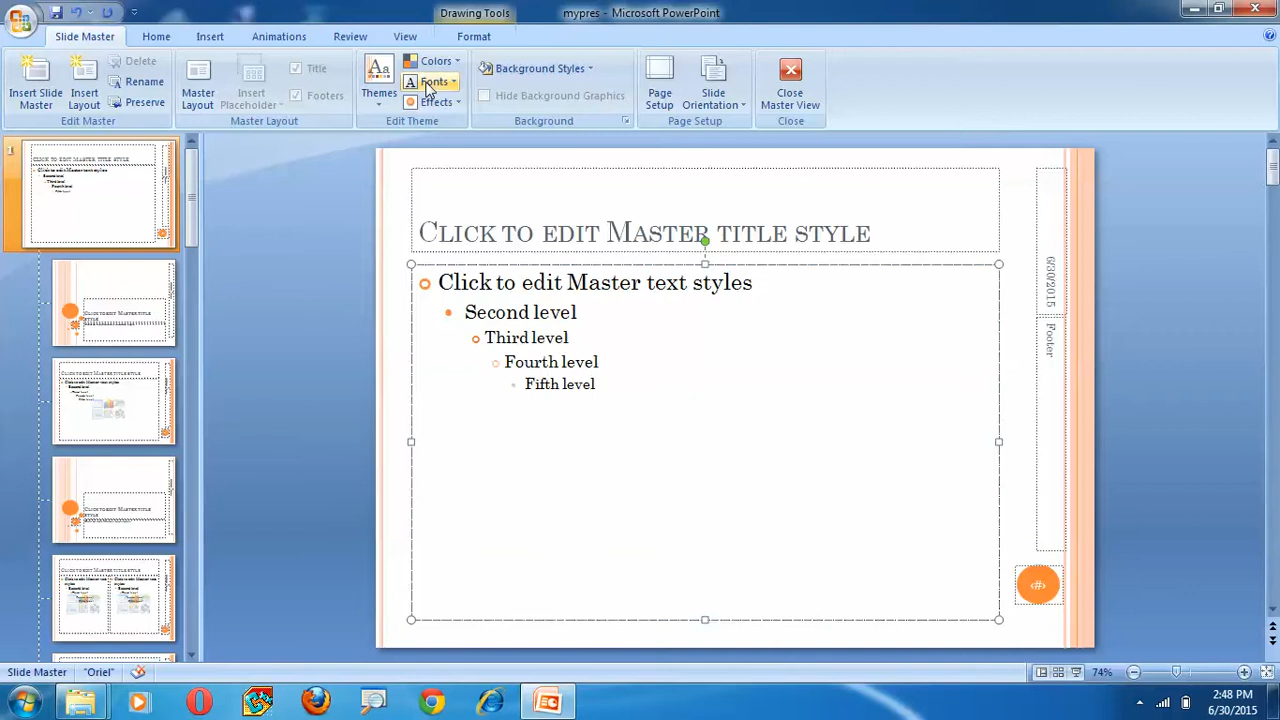 Drawing Tools
mypres - Microsoft PowerPoint
Slide Master
Home
Insert
Animations
Review
View
Format
Insert Slide Master
Insert Layout
Delete
Rename
Preserve
Edit Master
Master Layout
Insert Placeholder
Title
Footers
Master Layout
Themes
Colors
Fonts
Effects
Edit Theme
Background Styles
Hide Background Graphics
Background
Page Setup
Slide Orientation
Page Setup
Close Master View
Close
1
Click to edit Master title style
Click to edit Master text styles
Second level
Third level
Fourth level
Fifth level
6/30/2015
Footer
‹#›
Slide Master
"Oriel"
74%
2:48 PM
6/30/2015